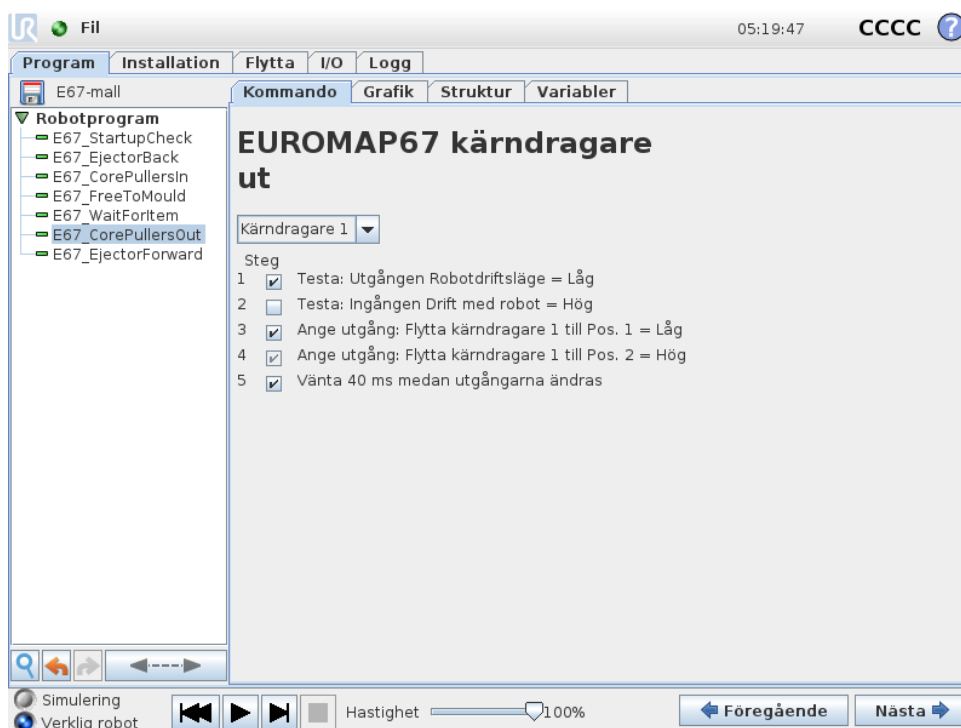 UR Fil 05:19:47 CCCC ?
Program Installation Flytta I/O Logg
E67-mall Kommando Grafik Struktur Variabler
Robotprogram
E67_StartupCheck
E67_EjectorBack
E67_CorePullersIn
E67_FreeToMould
E67_WaitForItem
E67_CorePullersOut
E67_EjectorForward
EUROMAP67 kärndragare
ut
Kärndragare 1
Steg
1 Testa: Utgången Robotdriftsläge = Låg
2 Testa: Ingången Drift med robot = Hög
3 Ange utgång: Flytta kärndragare 1 till Pos. 1 = Låg
4 Ange utgång: Flytta kärndragare 1 till Pos. 2 = Hög
5 Vänta 40 ms medan utgångarna ändras
Simulering
Verklig robot
Hastighet 100%
Föregående Nästa